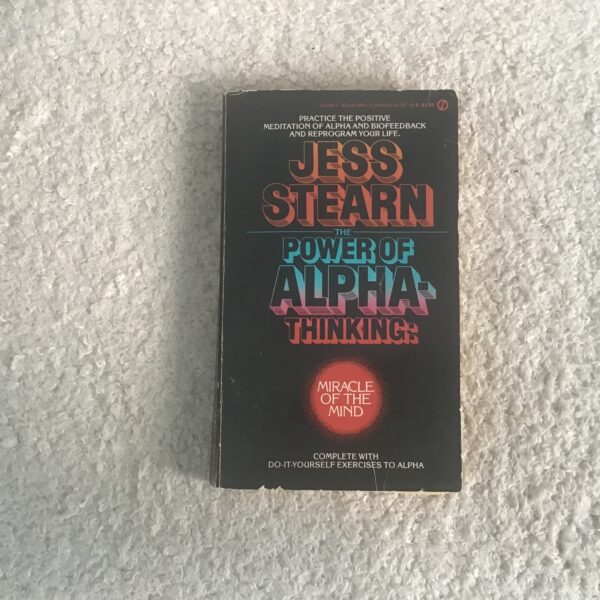 PRACTICE THE POSITIVE
MEDITATION OF ALPHA AND BIOFEEDBACK
AND REPROGRAM YOUR LIFE.
JESS
STEARN
THE
POWER OF
ALPHA-
THINKING:
MIRACLE
OF THE
MIND
COMPLETE WITH
DO-IT-YOURSELF EXERCISES TO ALPHA